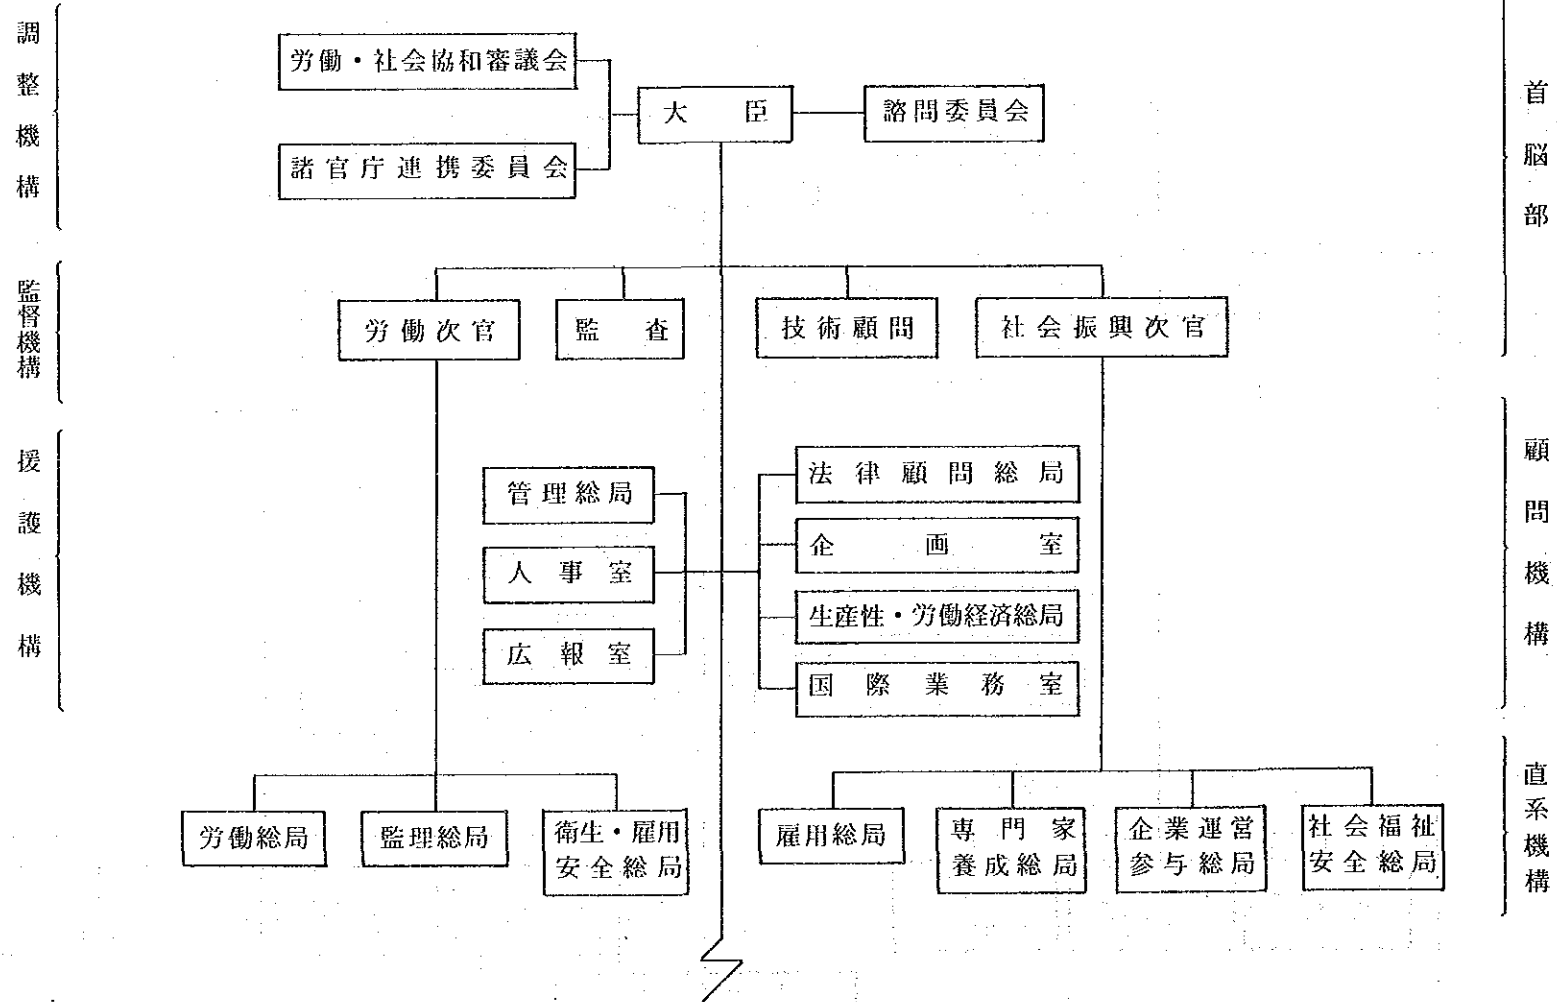 調整機構
労働・社会協和審議会
大臣
諮問委員会
諸官庁連携委員会
首脳部
監督機構
労働次官
監査
技術顧問
社会振興次官
援護機構
管理総局
人事室
広報室
法律顧問総局
企画室
生産性・労働経済総局
国際業務室
顧問機構
労働総局
監理総局
衛生・雇用
安全総局
雇用総局
専門家
養成総局
企業運営
参与総局
社会福祉
安全総局
直系機構